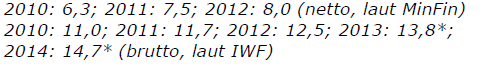 2010: 6,3; 2011: 7,5; 2012: 8,0 (netto, laut MinFin)
2010: 11,0; 2011: 11,7; 2012: 12,5; 2013: 13,8*;
2014: 14,7* (brutto, laut IWF)